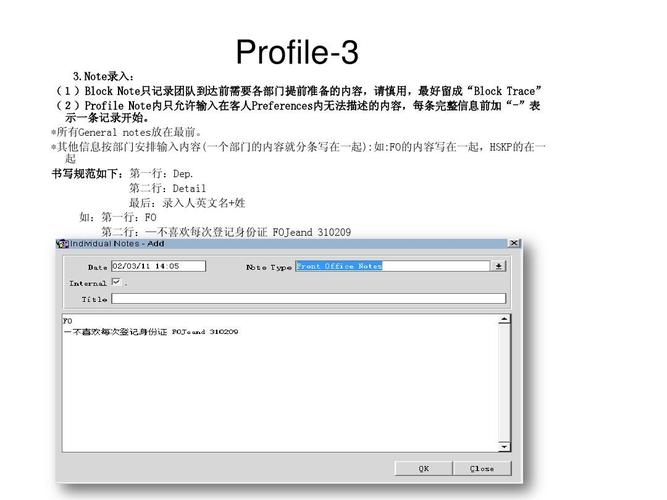 Profile-3
3.Note录入：
（1）Block Note只记录团队到达前需要各部门提前准备的内容，请慎用，最好留成“Block Trace”
（2）Profile Note内只允许输入在客人Preferences内无法描述的内容，每条完整信息前加“-”表
示一条记录开始。
*所有General notes放在最前。
*其他信息按部门安排输入内容(一个部门的内容就分条写在一起):如:FO的内容写在一起，HSKP的在一
起
书写规范如下：第一行：Dep.
第二行：Detail
最后：录入人英文名+姓
如：第一行：FO
第二行：—不喜欢每次登记身份证 FOJeand 310209
Individual Notes - Add
Date 02/03/11 14:05 Note Type Front Office Notes
Internal .
Title
FO
—不喜欢每次登记身份证 FOJeand 310209
OK Close